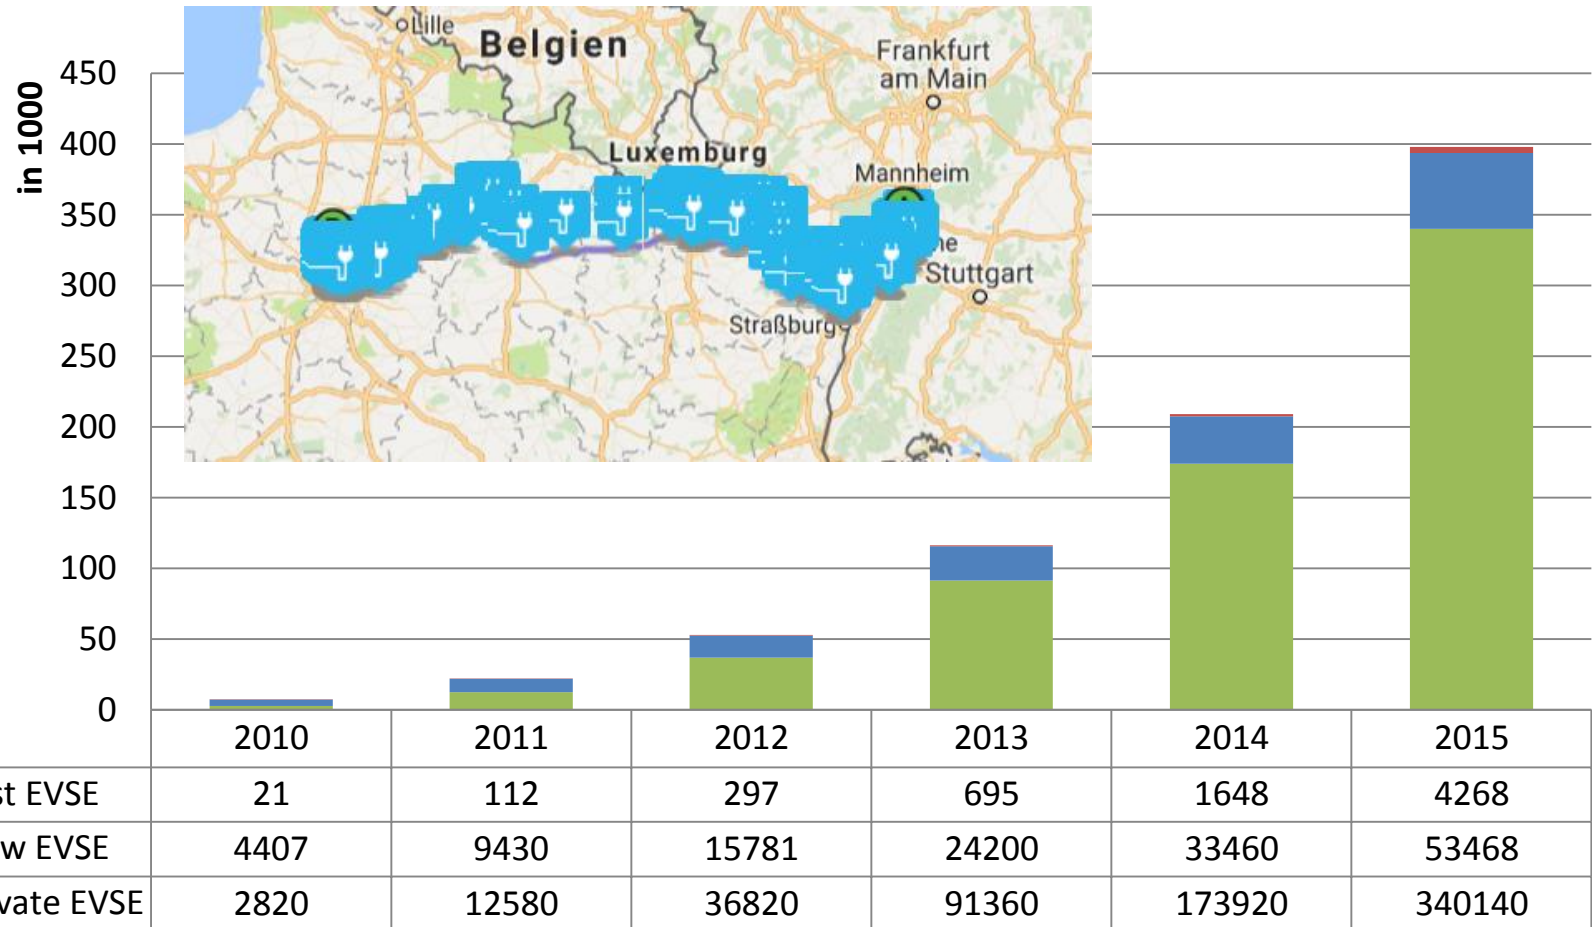 Lille
Belgien
Frankfurt
am Main
Luxemburg
Mannheim
Stuttgart
Straßburg
in 1000
450
400
350
300
250
200
150
100
50
0
2010 2011 2012 2013 2014 2015
st EVSE 21 112 297 695 1648 4268
w EVSE 4407 9430 15781 24200 33460 53468
vate EVSE 2820 12580 36820 91360 173920 340140